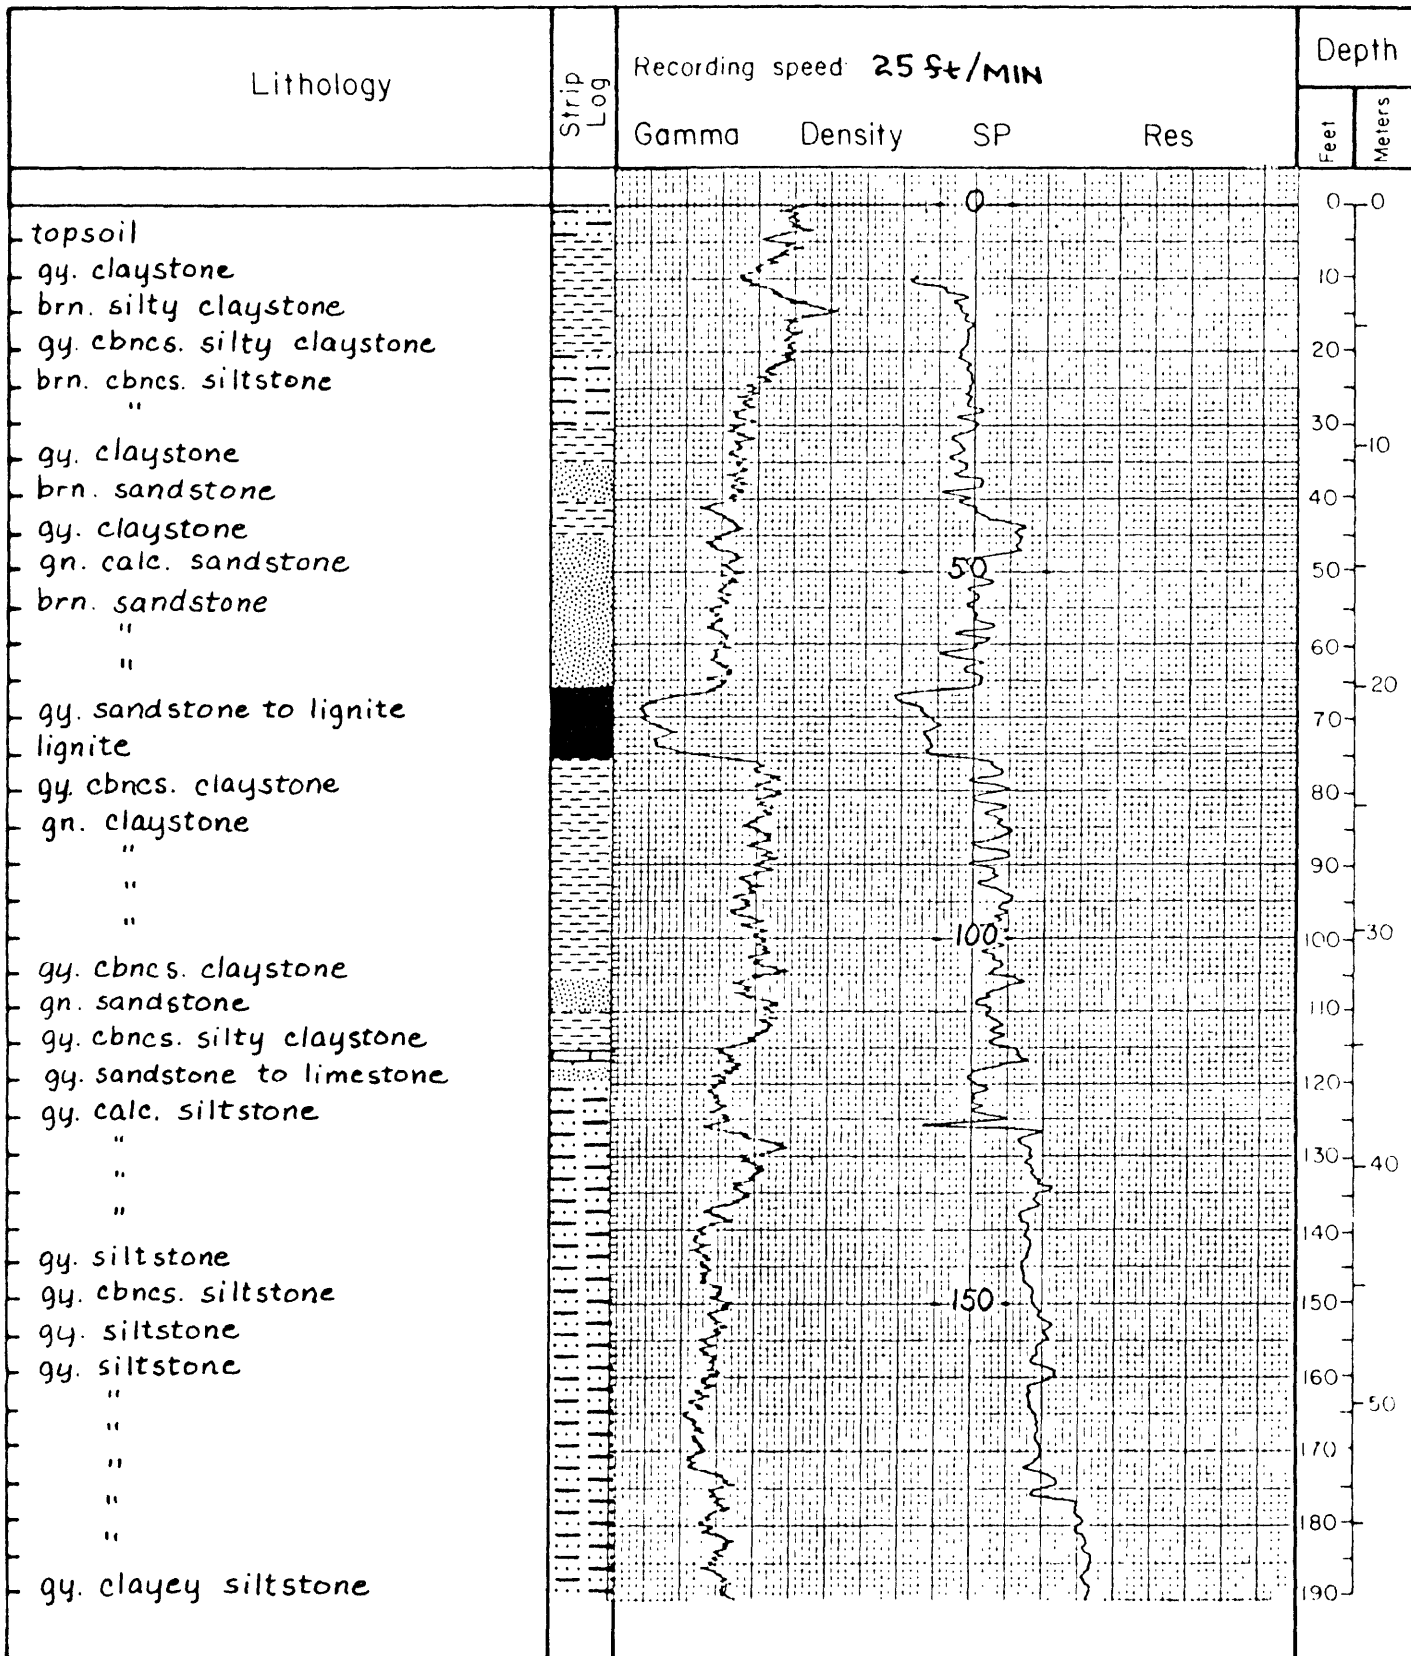 Lithology
Strip Log
Recording speed 25 ft/MIN
Gamma Density SP Res
Depth
Feet
Meters
0
0 0
topsoil
gy. claystone
10
brn. silty claystone
gy. cbncs. silty claystone
20
brn. cbncs. siltstone
"
30
10
gy. claystone
brn. sandstone
40
gy. claystone
gn. calc. sandstone
50
50
brn. sandstone
"
"
60
20
gy. sandstone to lignite
70
lignite
gy. cbncs. claystone
80
gn. claystone
"
90
"
"
100
100
30
gy. cbncs. claystone
gn. sandstone
110
gy. cbncs. silty claystone
gy. sandstone to limestone
120
gy. calc. siltstone
"
130
40
"
"
140
gy. siltstone
gy. cbncs. siltstone
150
150
gy. siltstone
gy. siltstone
160
"
50
"
170
"
"
180
"
gy. clayey siltstone
190